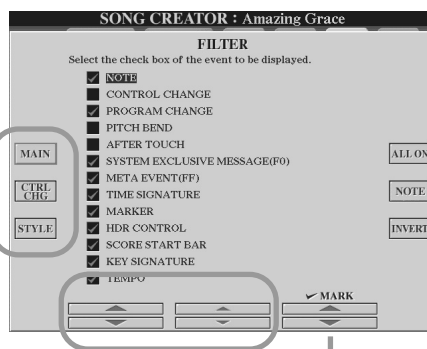 SONG CREATOR : Amazing Grace
FILTER
Select the check box of the event to be displayed.
NOTE
CONTROL CHANGE
PROGRAM CHANGE
PITCH BEND
AFTER TOUCH
SYSTEM EXCLUSIVE MESSAGE(F0)
META EVENT(FF)
TIME SIGNATURE
MARKER
HDR CONTROL
SCORE START BAR
KEY SIGNATURE
TEMPO
MAIN
CTRL
CHG
STYLE
ALL ON
NOTE
INVERT
MARK